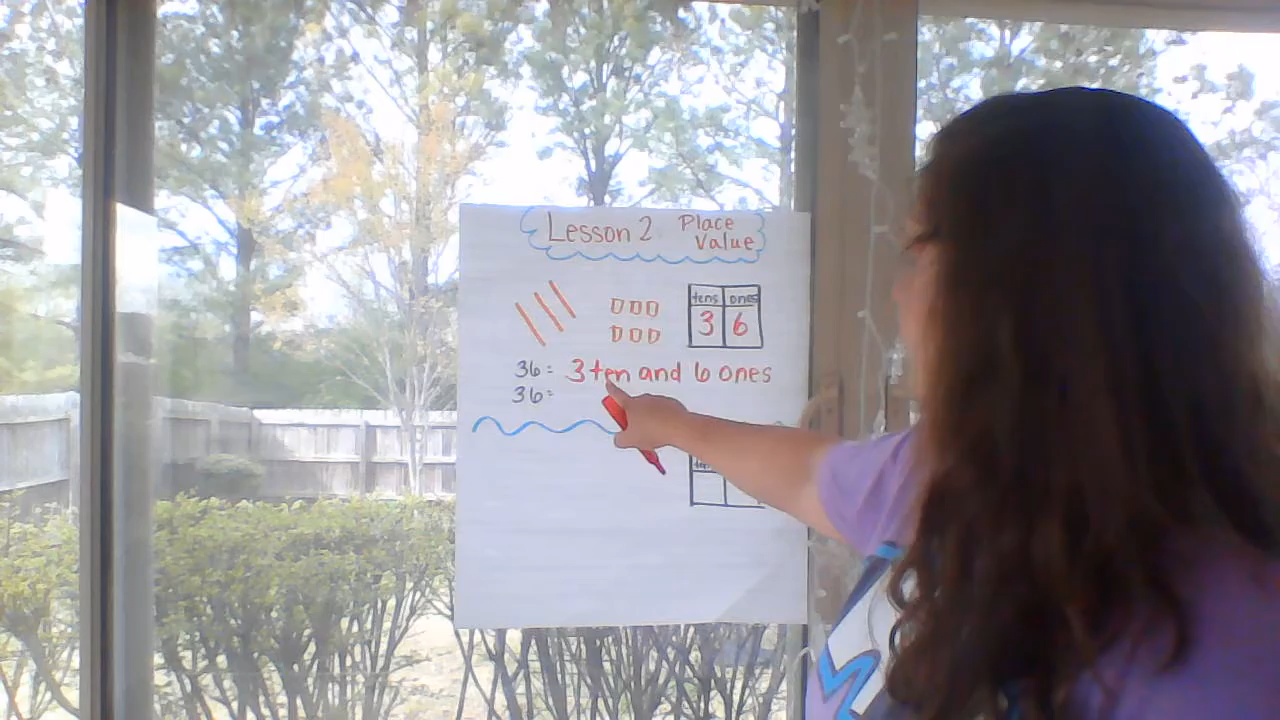 Lesson 2 Place Value
tens ones
3 6
36 = 3 ten and 6 ones
36 =